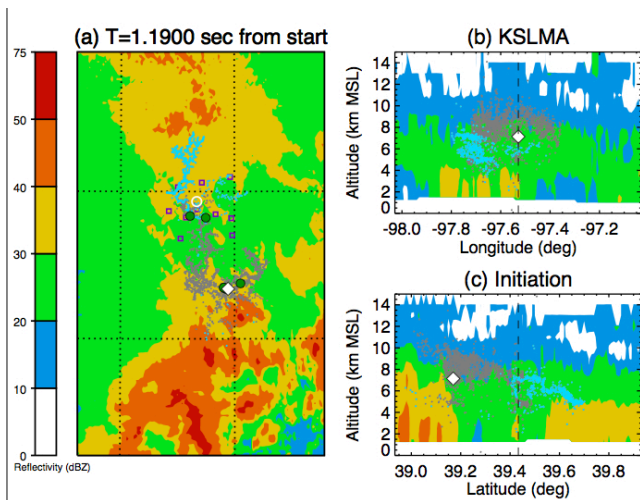 (a) T=1.1900 sec from start
75
50
40
30
20
10
0
Reflectivity (dBZ)
(b) KSLMA
Altitude (km MSL)
14
12
10
8
6
4
2
0
-98.0 -97.8 -97.6 -97.4 -97.2
Longitude (deg)
(c) Initiation
Altitude (km MSL)
14
12
10
8
6
4
2
0
39.0 39.2 39.4 39.6 39.8
Latitude (deg)